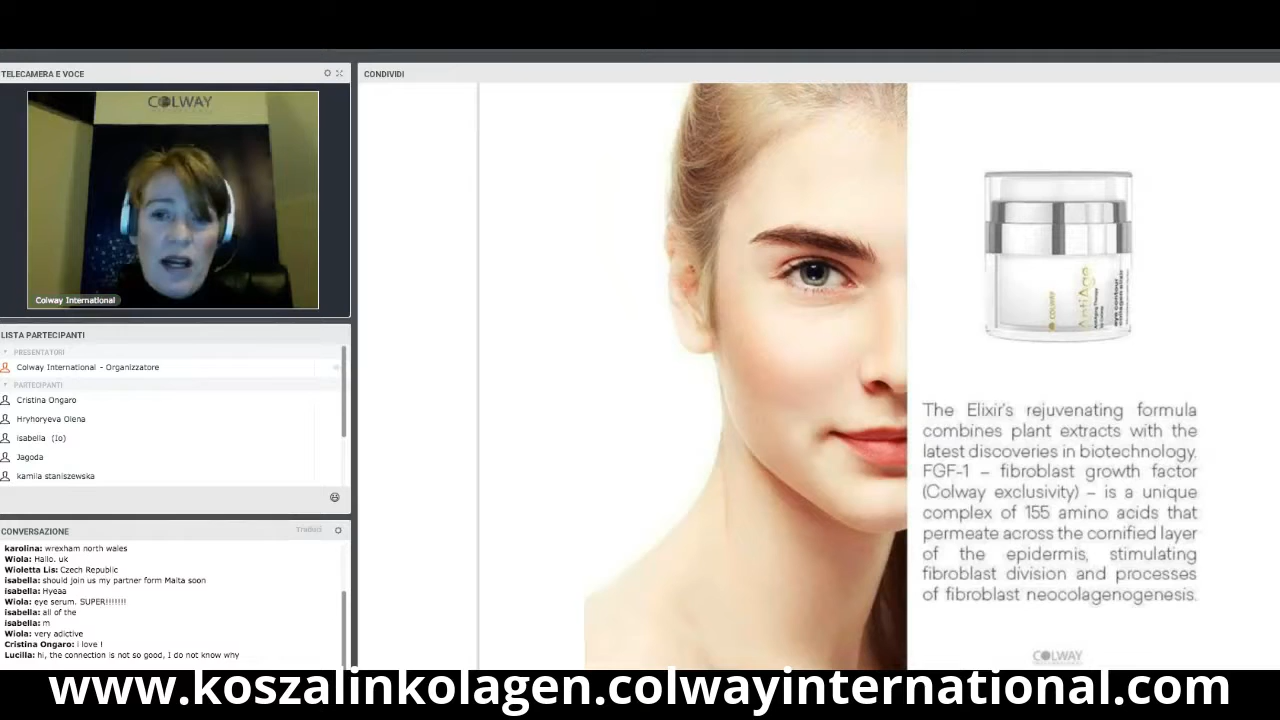 TELECAMERA E VOCE
COLWAY
Colway International
LISTA PARTECIPANTI
PRESENTATORI
Colway International - Organizzatore
PARTECIPANTI
Cristina Ongaro
Hryhoryeva Olena
isabella (Io)
Jagoda
kamila staniszewska
CONVERSAZIONE
Traduci
karolina: wrexham north wales
Wiola: Hallo. uk
Wioletta Lis: Czech Republic
isabella: should join us my partner form Malta soon
isabella: Hyeaa
Wiola: eye serum. SUPER!!!!!!!
isabella: all of the
isabella: m
Wiola: very adictive
Cristina Ongaro: i love !
Lucilla: hi, the connection is not so good, I do not know why
CONDIVIDI
COLWAY
AntiAge
eye contour
collagen elixir
The Elixir's rejuvenating formula
combines plant extracts with the
latest discoveries in biotechnology.
FGF-1 – fibroblast growth factor
(Colway exclusivity) – is a unique
complex of 155 amino acids that
permeate across the cornified layer
of the epidermis, stimulating
fibroblast division and processes
of fibroblast neocolagenogenesis.
COLWAY
www.koszalinkolagen.colwayinternational.com